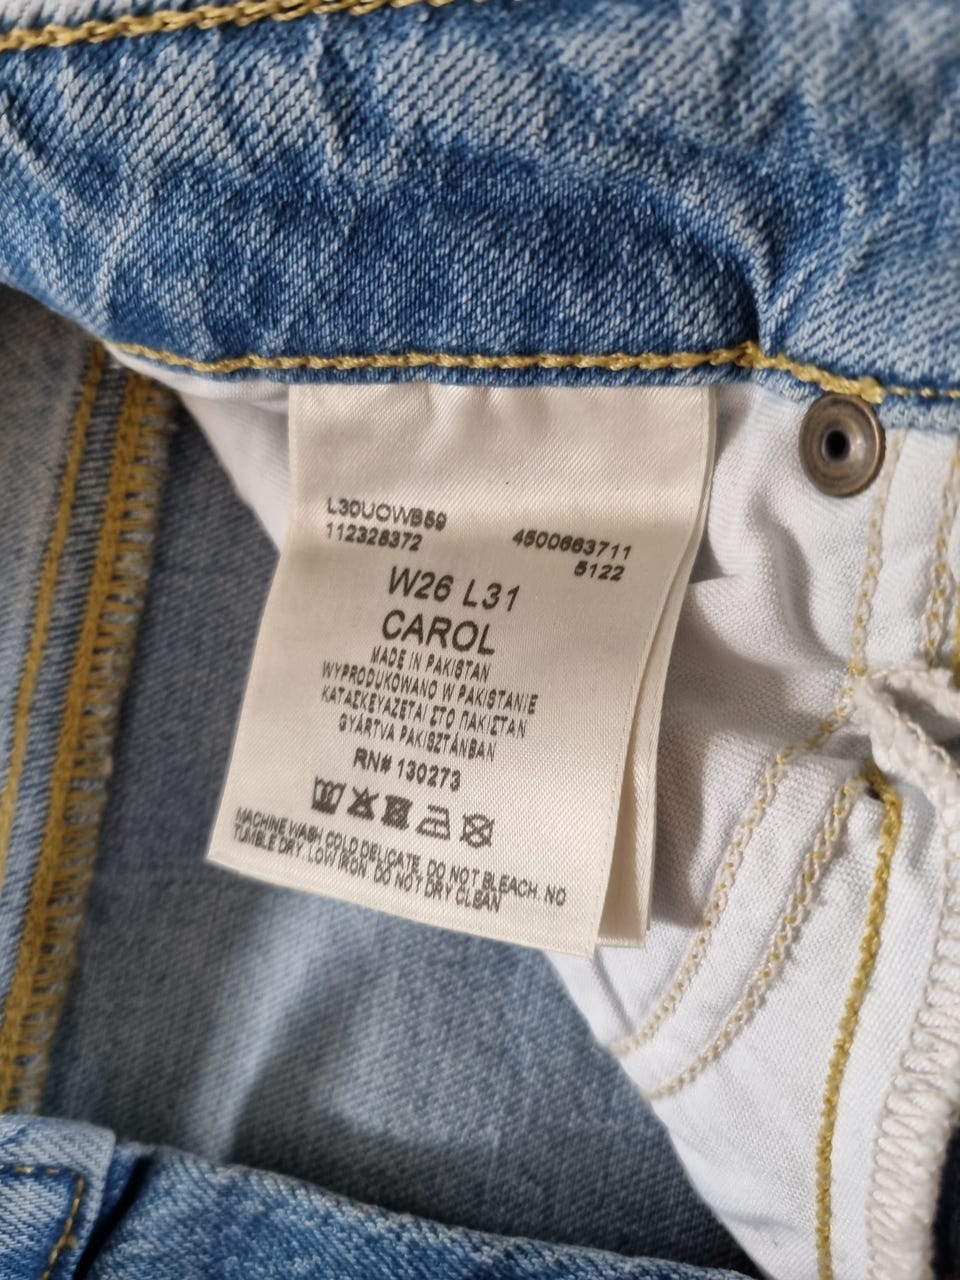 L30UOWB59
112328372
4500663711
5122
W26 L31
CAROL
MADE IN PAKISTAN
WYPRODUKOWANO W PAKISTANIE
ΚΑΤΑΣΚΕΥΑΖΕΤΑΙ ΣΤΟ ΠΑΚΙΣΤΑΝ
GYÁRTVA PAKISZTÁNBAN
RN# 130273
MACHINE WASH COLD DELICATE. DO NOT BLEACH. NO
TUMBLE DRY. LOW IRON. DO NOT DRY CLEAN